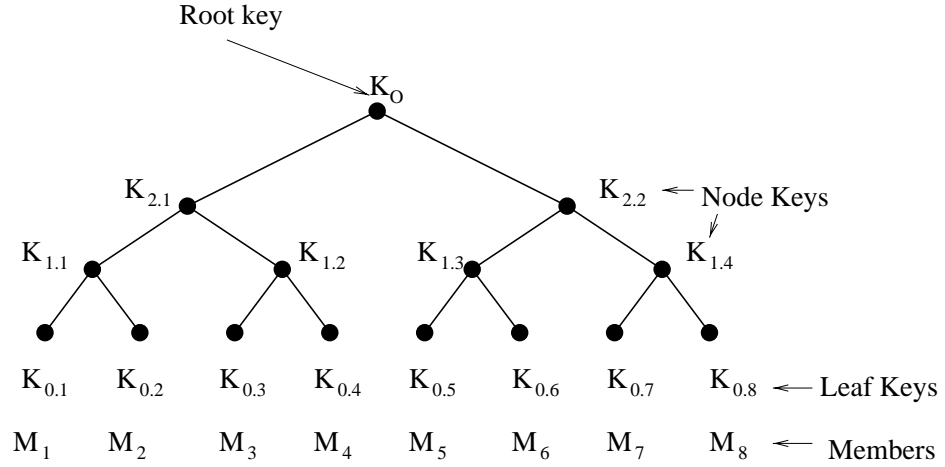 Root key
K_O
K_2.1 K_2.2 Node Keys
K_1.1 K_1.2 K_1.3 K_1.4
K_0.1 K_0.2 K_0.3 K_0.4 K_0.5 K_0.6 K_0.7 K_0.8 Leaf Keys
M_1 M_2 M_3 M_4 M_5 M_6 M_7 M_8 Members